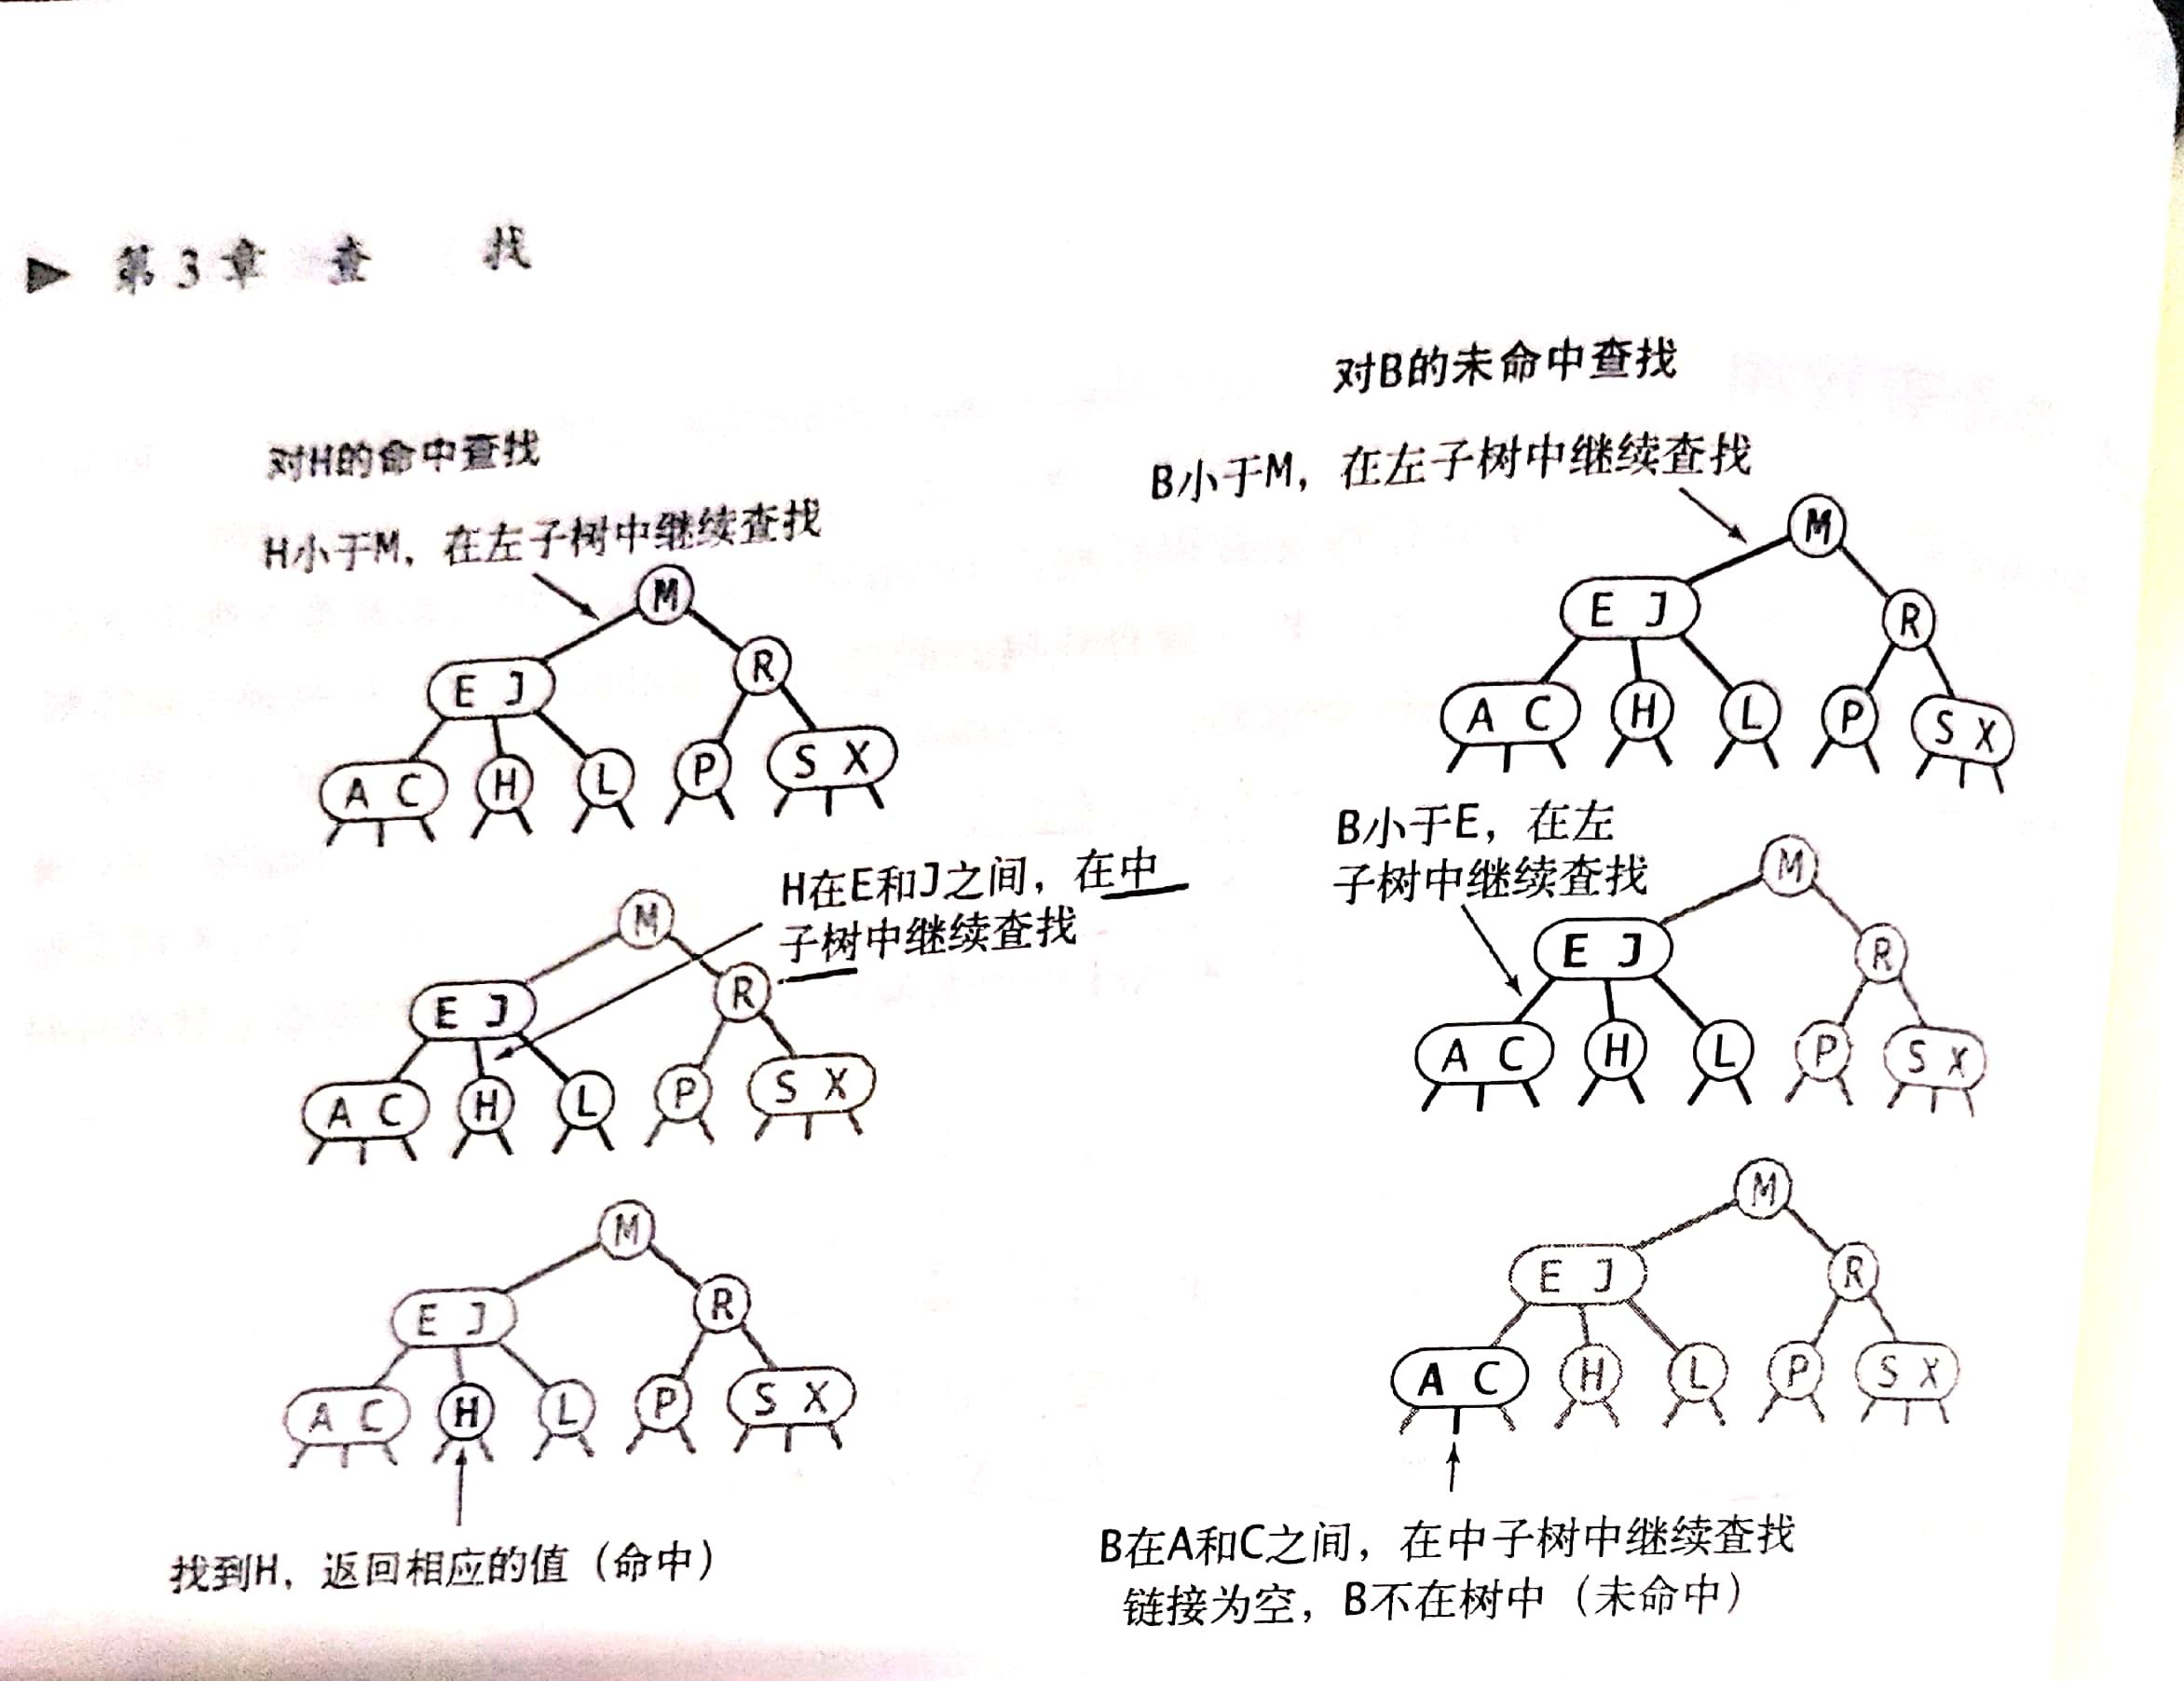 ▶ 第3章 查 找
对H的命中查找
H小于M，在左子树中继续查找
M
E J
R
A C
H
L
P
S X
H在E和J之间，在中
子树中继续查找
M
E J
R
A C
H
L
P
S X
M
E J
R
A C
H
L
P
S X
找到H，返回相应的值（命中）
对B的未命中查找
B小于M，在左子树中继续查找
M
E J
R
A C
H
L
P
S X
B小于E，在左
子树中继续查找
M
E J
R
A C
H
L
P
S X
M
E J
R
A C
H
L
P
S X
B在A和C之间，在中子树中继续查找
链接为空，B不在树中（未命中）